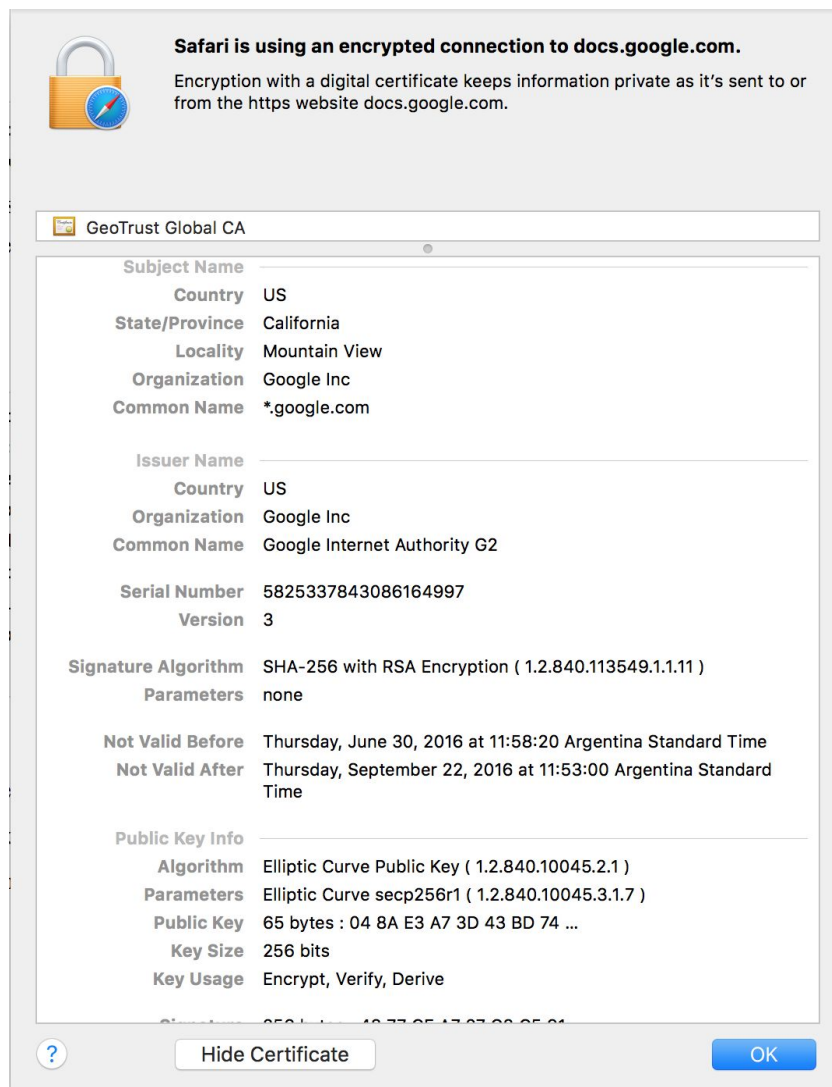 Safari is using an encrypted connection to docs.google.com.
Encryption with a digital certificate keeps information private as it's sent to or
from the https website docs.google.com.
GeoTrust Global CA
Subject Name
Country US
State/Province California
Locality Mountain View
Organization Google Inc
Common Name *.google.com
Issuer Name
Country US
Organization Google Inc
Common Name Google Internet Authority G2
Serial Number 5825337843086164997
Version 3
Signature Algorithm SHA-256 with RSA Encryption ( 1.2.840.113549.1.1.11 )
Parameters none
Not Valid Before Thursday, June 30, 2016 at 11:58:20 Argentina Standard Time
Not Valid After Thursday, September 22, 2016 at 11:53:00 Argentina Standard
Time
Public Key Info
Algorithm Elliptic Curve Public Key ( 1.2.840.10045.2.1 )
Parameters Elliptic Curve secp256r1 ( 1.2.840.10045.3.1.7 )
Public Key 65 bytes : 04 8A E3 A7 3D 43 BD 74 ...
Key Size 256 bits
Key Usage Encrypt, Verify, Derive
? Hide Certificate OK